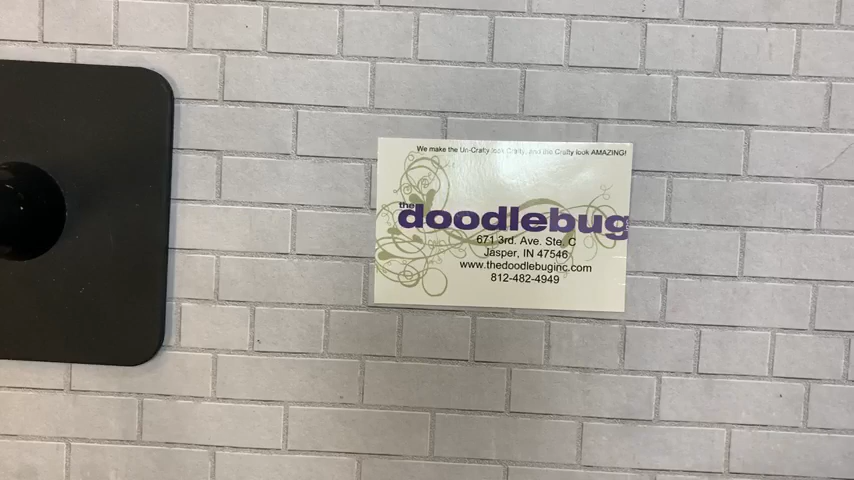 We make the Un-Crafty look Crafty, and the Crafty look AMAZING!
the
doodlebug
671 3rd. Ave. Ste. C
Jasper, IN 47546
www.thedoodlebuginc.com
812-482-4949